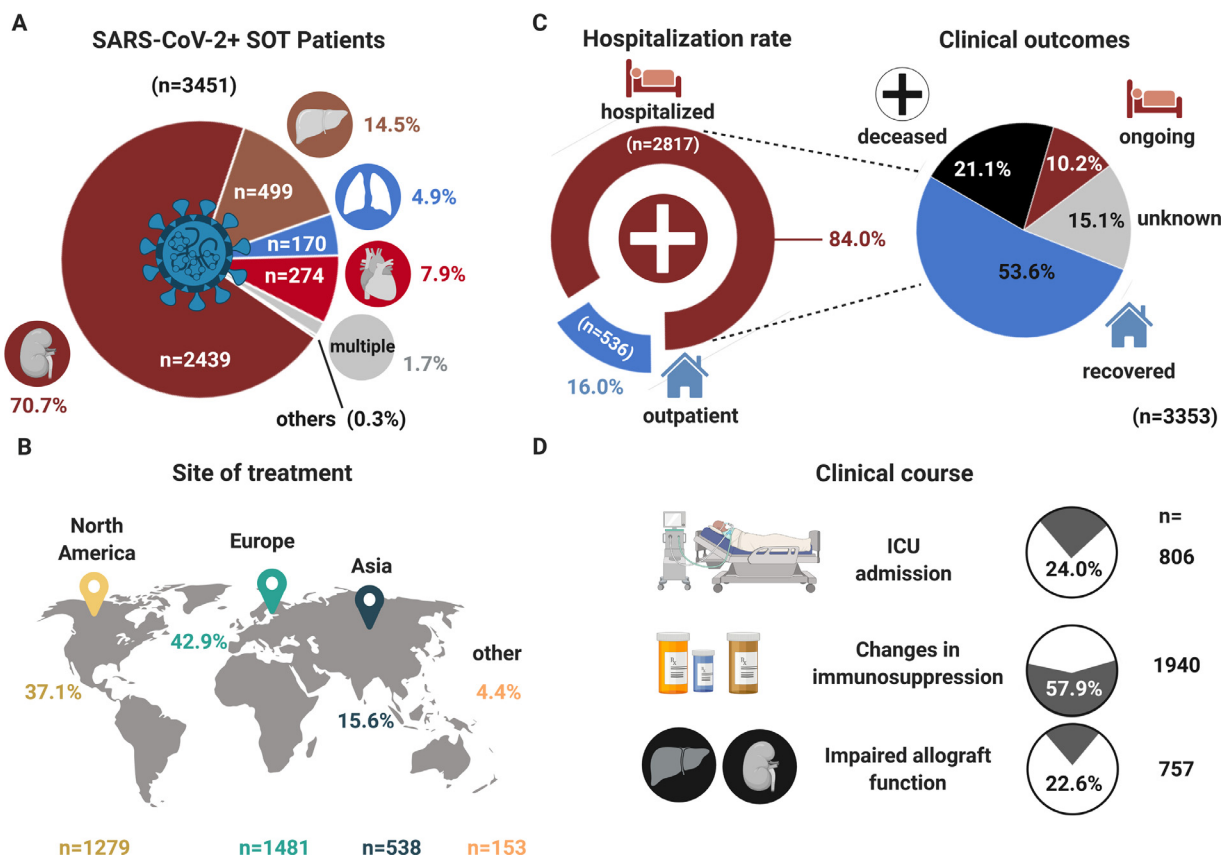 A
SARS-CoV-2+ SOT Patients
(n=3451)
14.5%
n=499
4.9%
n=170
n=274
7.9%
multiple
1.7%
n=2439
70.7%
others (0.3%)
B
Site of treatment
North
America
Europe
Asia
42.9%
other
37.1%
4.4%
15.6%
n=1279
n=1481
n=538
n=153
C
Hospitalization rate
hospitalized
(n=2817)
84.0%
(n=536)
16.0%
outpatient
Clinical outcomes
deceased
ongoing
21.1%
10.2%
15.1%
unknown
53.6%
recovered
(n=3353)
D
Clinical course
n=
ICU
admission
24.0%
806
Changes in
immunosuppression
57.9%
1940
Impaired allograft
function
22.6%
757